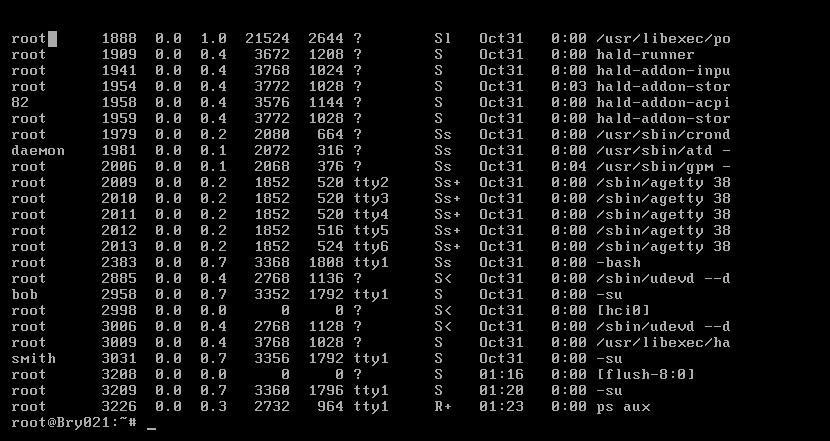 root 1888 0.0 1.0 21524 2644 ? Sl Oct31 0:00 /usr/libexec/po
root 1909 0.0 0.4 3672 1208 ? S Oct31 0:00 hald-runner
root 1941 0.0 0.4 3768 1024 ? S Oct31 0:00 hald-addon-inpu
root 1954 0.0 0.4 3772 1028 ? S Oct31 0:03 hald-addon-stor
82 1958 0.0 0.4 3576 1144 ? S Oct31 0:00 hald-addon-acpi
root 1959 0.0 0.4 3772 1028 ? S Oct31 0:00 hald-addon-stor
root 1979 0.0 0.2 2080 664 ? Ss Oct31 0:00 /usr/sbin/crond
daemon 1981 0.0 0.1 2072 316 ? Ss Oct31 0:00 /usr/sbin/atd -
root 2006 0.0 0.1 2068 376 ? Ss Oct31 0:04 /usr/sbin/gpm -
root 2009 0.0 0.2 1852 520 tty2 Ss+ Oct31 0:00 /sbin/agetty 38
root 2010 0.0 0.2 1852 520 tty3 Ss+ Oct31 0:00 /sbin/agetty 38
root 2011 0.0 0.2 1852 520 tty4 Ss+ Oct31 0:00 /sbin/agetty 38
root 2012 0.0 0.2 1852 516 tty5 Ss+ Oct31 0:00 /sbin/agetty 38
root 2013 0.0 0.2 1852 524 tty6 Ss+ Oct31 0:00 /sbin/agetty 38
root 2383 0.0 0.7 3368 1808 tty1 Ss Oct31 0:00 -bash
root 2885 0.0 0.4 2768 1136 ? S< Oct31 0:00 /sbin/udevd --d
bob 2958 0.0 0.7 3352 1792 tty1 S Oct31 0:00 -su
root 2998 0.0 0.0 0 0 ? S< Oct31 0:00 [hci0]
root 3006 0.0 0.4 2768 1128 ? S< Oct31 0:00 /sbin/udevd --d
root 3009 0.0 0.4 3768 1028 ? S Oct31 0:00 /usr/libexec/ha
smith 3031 0.0 0.7 3356 1792 tty1 S Oct31 0:00 -su
root 3208 0.0 0.0 0 0 ? S 01:16 0:00 [flush-8:0]
root 3209 0.0 0.7 3360 1796 tty1 S 01:20 0:00 -su
root 3226 0.0 0.3 2732 964 tty1 R+ 01:23 0:00 ps aux
root@Bry021:~# _